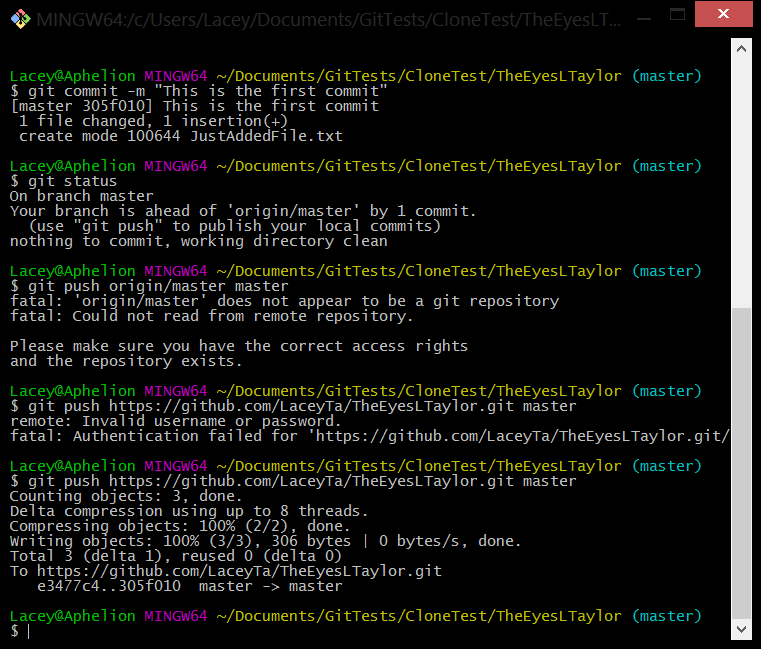 MINGW64:/c/Users/Lacey/Documents/GitTests/CloneTest/TheEyesLT...
Lacey@Aphelion MINGW64 ~/Documents/GitTests/CloneTest/TheEyesLTaylor (master)
$ git commit -m "This is the first commit"
[master 305f010] This is the first commit
 1 file changed, 1 insertion(+)
 create mode 100644 JustAddedFile.txt
Lacey@Aphelion MINGW64 ~/Documents/GitTests/CloneTest/TheEyesLTaylor (master)
$ git status
On branch master
Your branch is ahead of 'origin/master' by 1 commit.
  (use "git push" to publish your local commits)
nothing to commit, working directory clean
Lacey@Aphelion MINGW64 ~/Documents/GitTests/CloneTest/TheEyesLTaylor (master)
$ git push origin/master master
fatal: 'origin/master' does not appear to be a git repository
fatal: Could not read from remote repository.
Please make sure you have the correct access rights
and the repository exists.
Lacey@Aphelion MINGW64 ~/Documents/GitTests/CloneTest/TheEyesLTaylor (master)
$ git push https://github.com/LaceyTa/TheEyesLTaylor.git master
remote: Invalid username or password.
fatal: Authentication failed for 'https://github.com/LaceyTa/TheEyesLTaylor.git/
Lacey@Aphelion MINGW64 ~/Documents/GitTests/CloneTest/TheEyesLTaylor (master)
$ git push https://github.com/LaceyTa/TheEyesLTaylor.git master
Counting objects: 3, done.
Delta compression using up to 8 threads.
Compressing objects: 100% (2/2), done.
Writing objects: 100% (3/3), 306 bytes | 0 bytes/s, done.
Total 3 (delta 1), reused 0 (delta 0)
To https://github.com/LaceyTa/TheEyesLTaylor.git
   e3477c4..305f010  master -> master
Lacey@Aphelion MINGW64 ~/Documents/GitTests/CloneTest/TheEyesLTaylor (master)
$